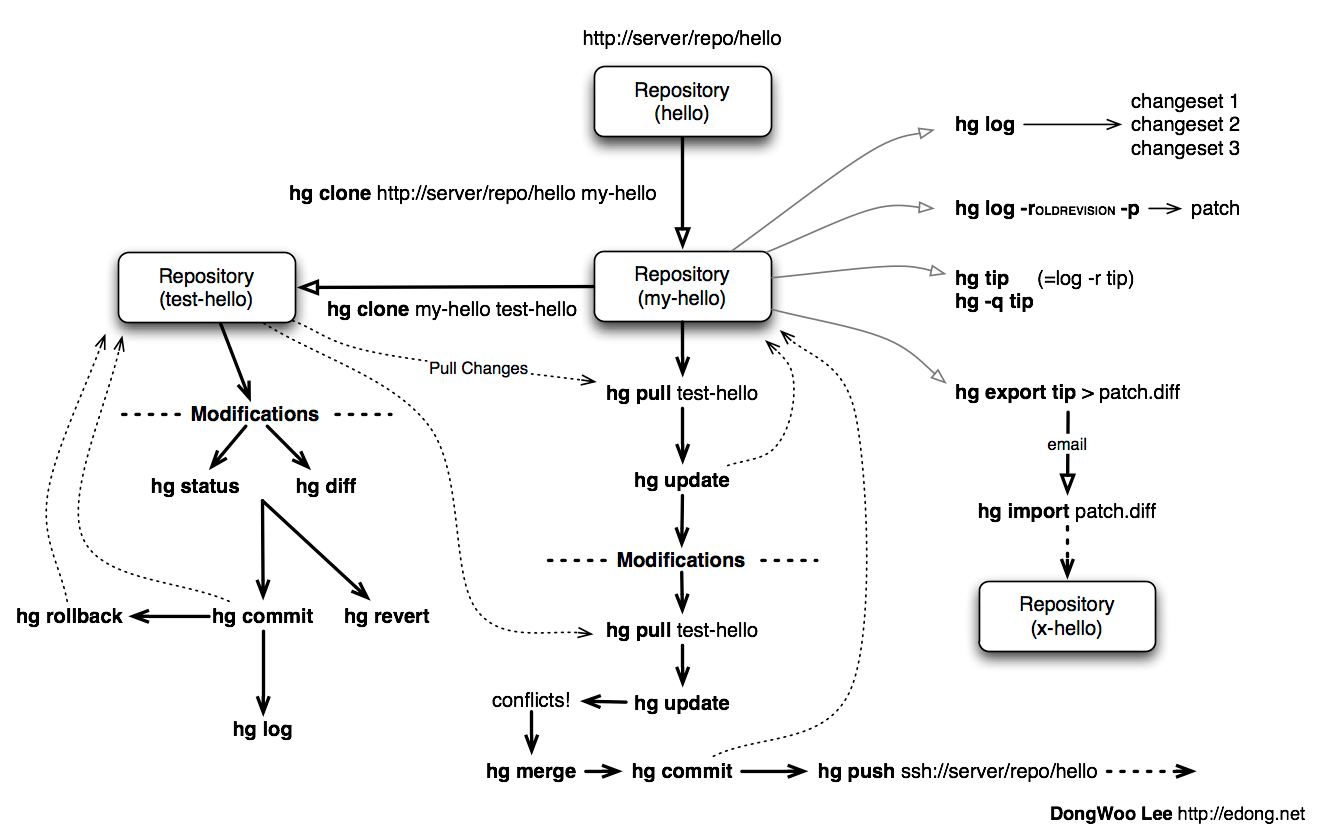 http://server/repo/hello
Repository
(hello)
hg clone http://server/repo/hello my-hello
hg log
changeset 1
changeset 2
changeset 3
hg log -rOLDREVISION -p
patch
Repository
(test-hello)
Repository
(my-hello)
hg clone my-hello test-hello
hg tip (=log -r tip)
hg -q tip
Pull Changes
hg pull test-hello
hg export tip > patch.diff
email
hg import patch.diff
Repository
(x-hello)
Modifications
hg status
hg diff
hg update
Modifications
hg rollback
hg commit
hg revert
hg pull test-hello
hg log
conflicts!
hg update
hg merge
hg commit
hg push ssh://server/repo/hello
DongWoo Lee http://edong.net